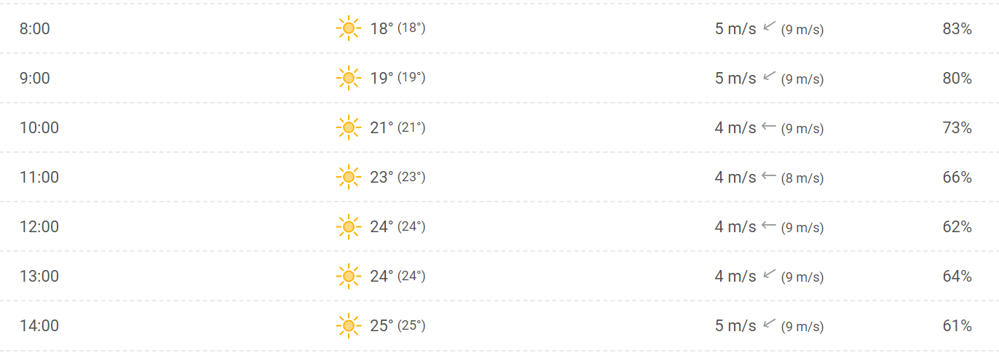 8:00 18° (18°) 5 m/s (9 m/s) 83%
9:00 19° (19°) 5 m/s (9 m/s) 80%
10:00 21° (21°) 4 m/s (9 m/s) 73%
11:00 23° (23°) 4 m/s (8 m/s) 66%
12:00 24° (24°) 4 m/s (9 m/s) 62%
13:00 24° (24°) 4 m/s (9 m/s) 64%
14:00 25° (25°) 5 m/s (9 m/s) 61%